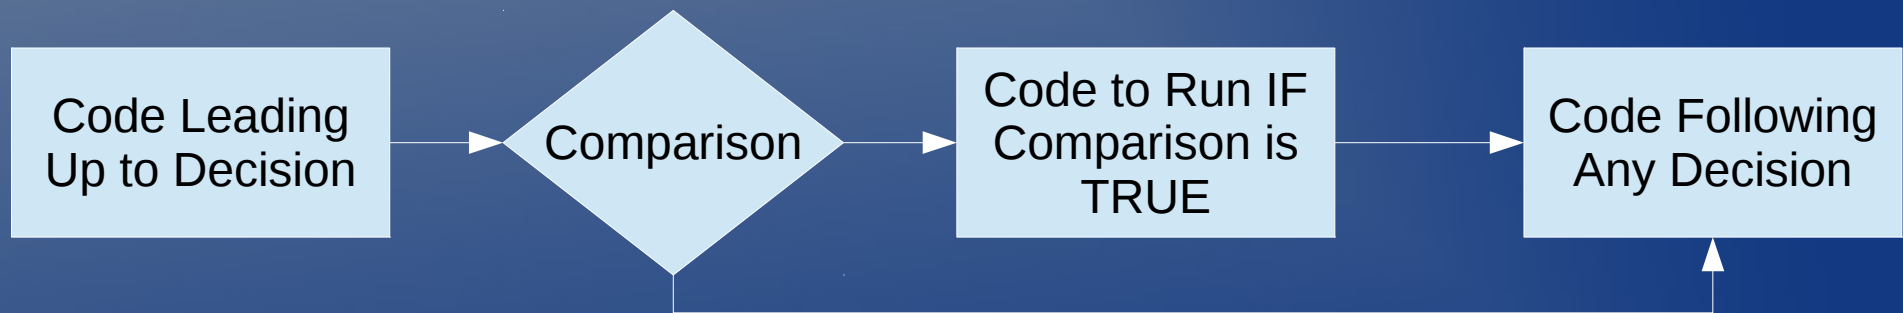 Code Leading
Up to Decision
Comparison
Code to Run IF
Comparison is
TRUE
Code Following
Any Decision